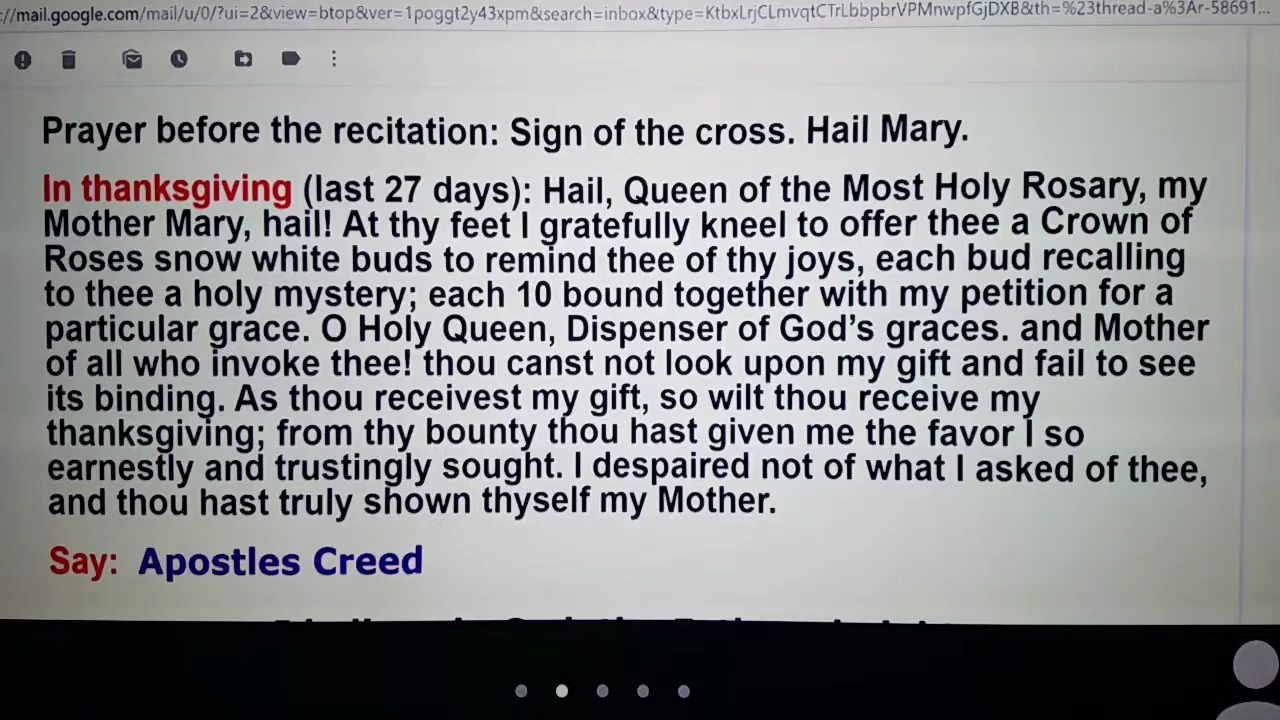 ://mail.google.com/mail/u/0/?ui=2&view=btop&ver=1poggt2y43xpm&search=inbox&type=KtbxLrjCLmvqtCTrLbbpbrVPMnwpfGjDXB&th=%23thread-a%3Ar-58691...
Prayer before the recitation: Sign of the cross. Hail Mary.
In thanksgiving (last 27 days): Hail, Queen of the Most Holy Rosary, my
Mother Mary, hail! At thy feet I gratefully kneel to offer thee a Crown of
Roses snow white buds to remind thee of thy joys, each bud recalling
to thee a holy mystery; each 10 bound together with my petition for a
particular grace. O Holy Queen, Dispenser of God’s graces. and Mother
of all who invoke thee! thou canst not look upon my gift and fail to see
its binding. As thou receivest my gift, so wilt thou receive my
thanksgiving; from thy bounty thou hast given me the favor I so
earnestly and trustingly sought. I despaired not of what I asked of thee,
and thou hast truly shown thyself my Mother.
Say: Apostles Creed